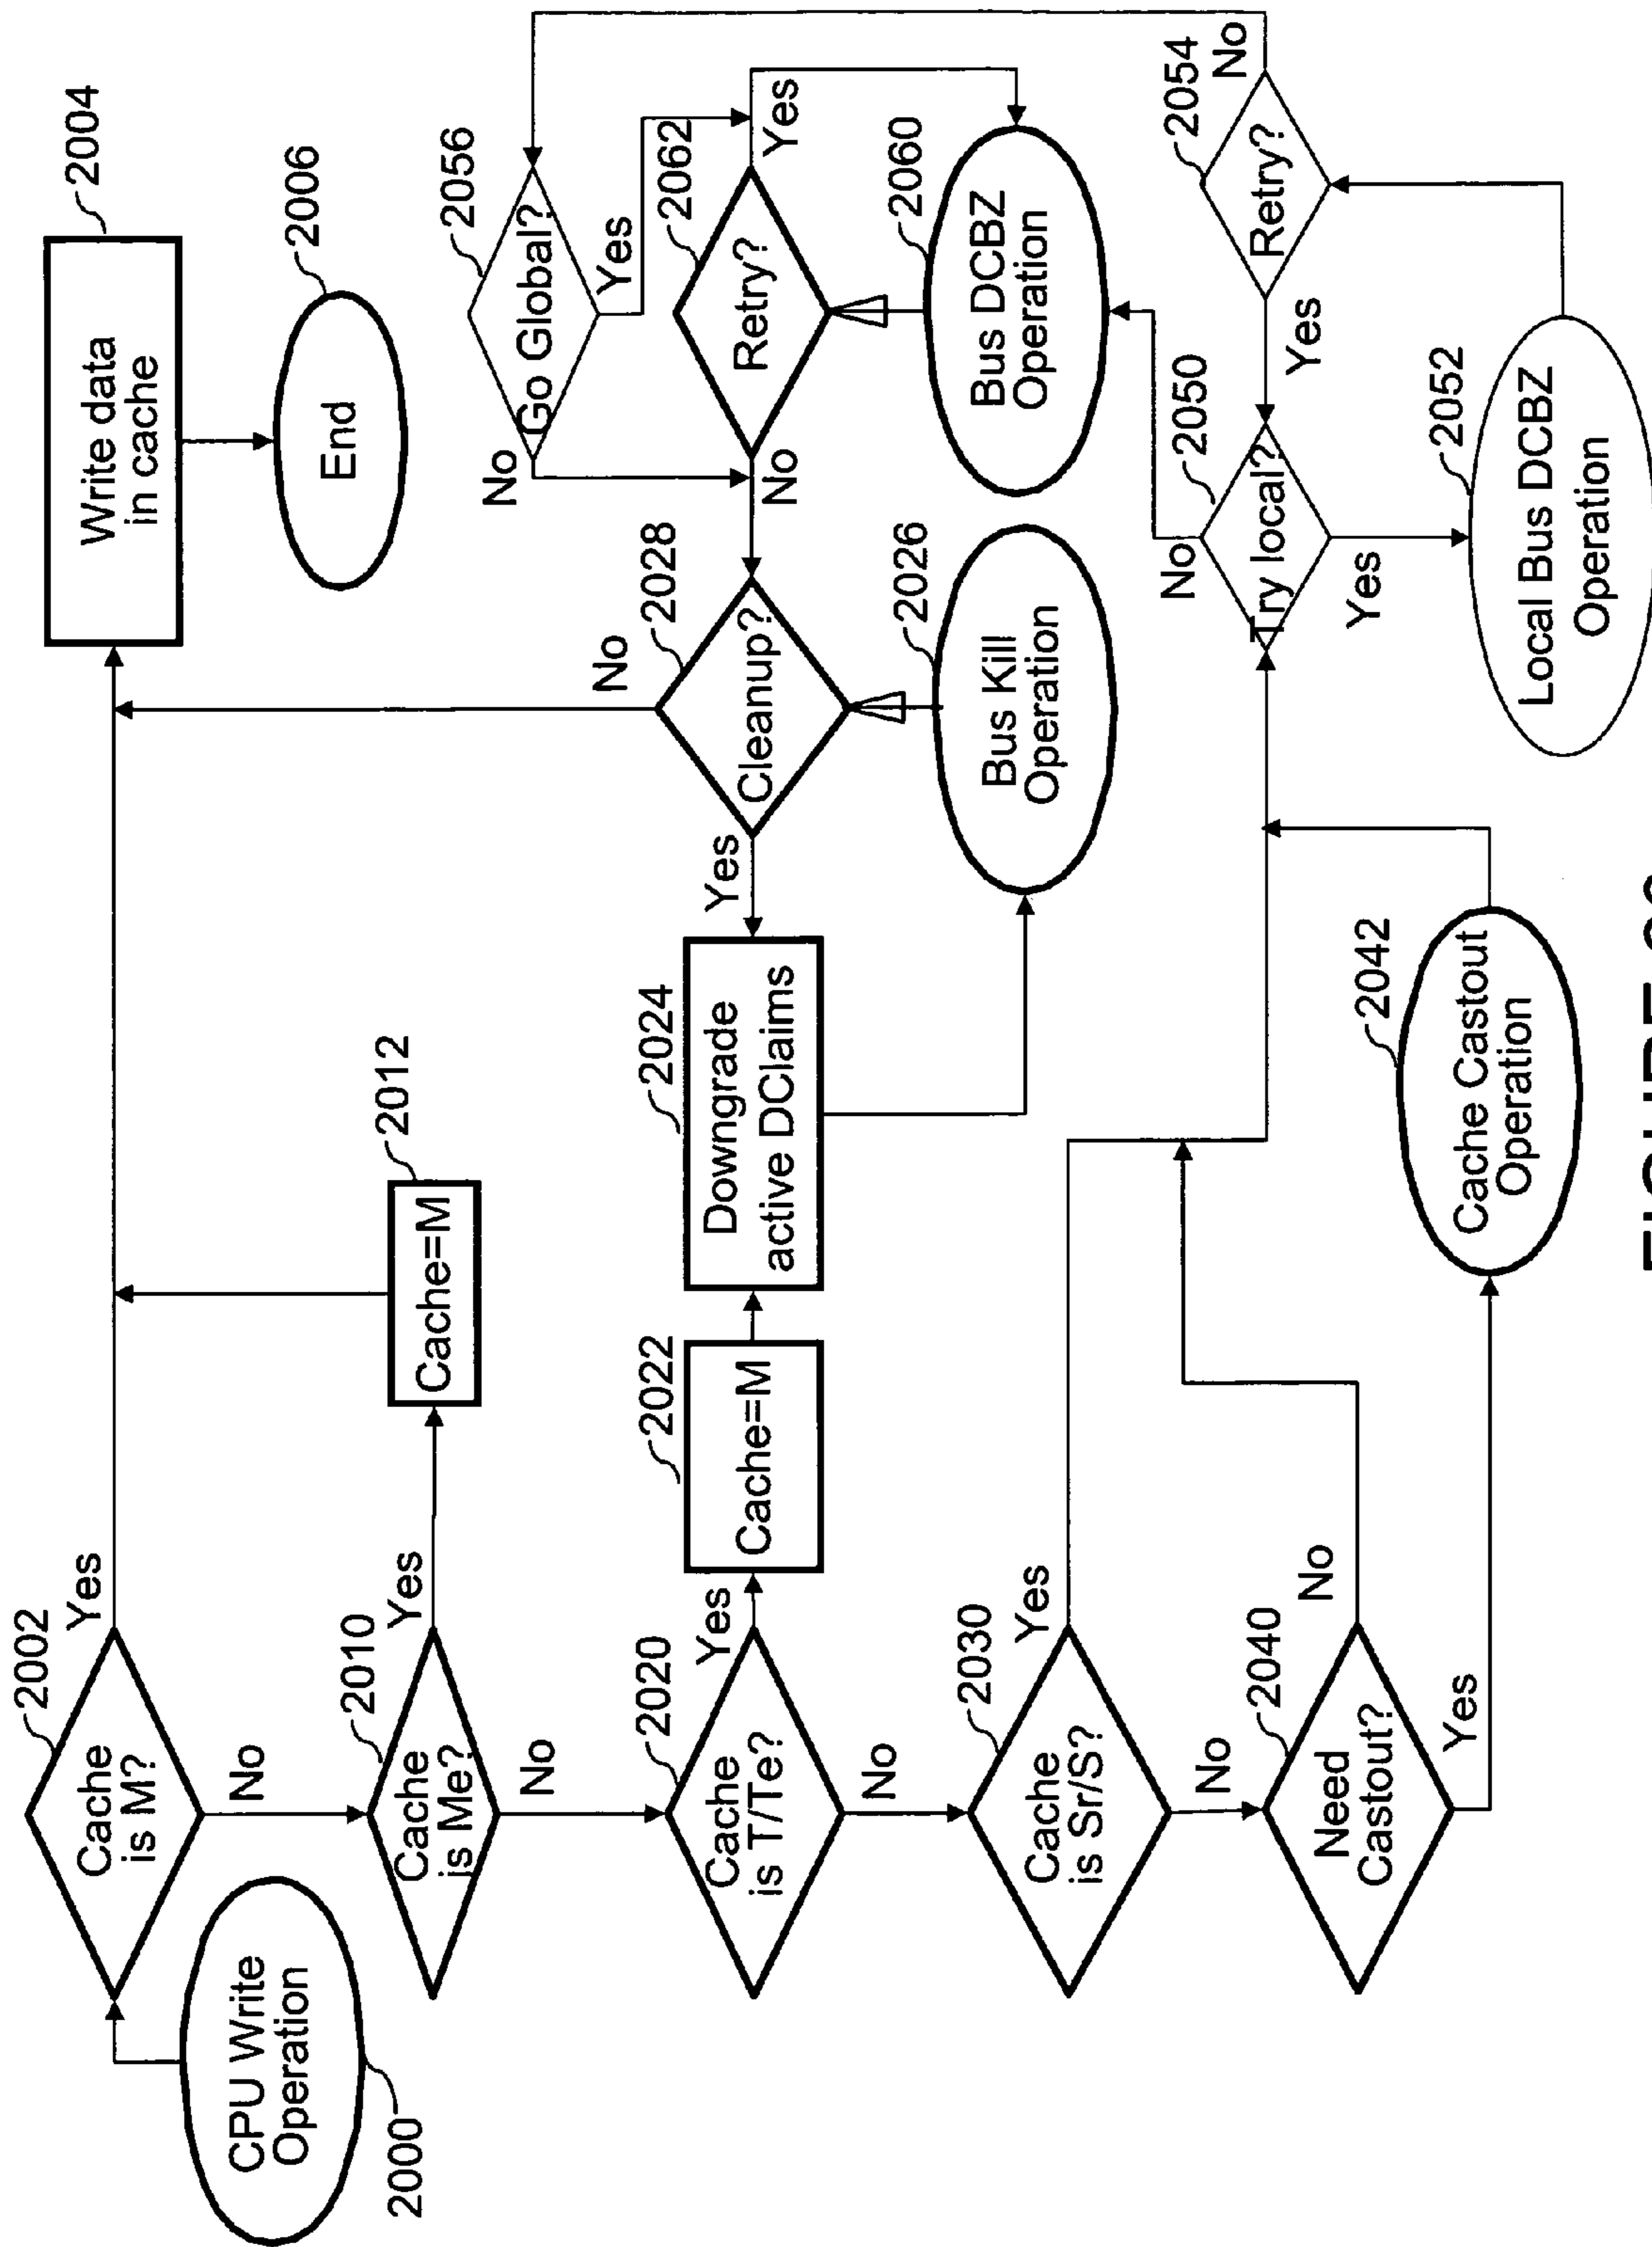 2002
Cache
is M?
Yes
No
CPU Write
Operation
2000
Write data
in cache
2004
End
2006
2010
Cache
is Me?
Yes
No
Cache=M
2012
2020
Cache
is T/Te?
Yes
No
2022
Cache=M
2024
Downgrade
active DClaims
Yes
Cleanup?
2028
No
Bus Kill
Operation
2026
No
Go Global?
2056
Yes
No
Retry?
2062
Yes
Bus DCBZ
Operation
2060
2030
Cache
is Sr/S?
Yes
No
2040
Need
Castout?
No
Yes
2042
Cache Castout
Operation
No
2050
Try local?
Yes
Yes
Retry?
2054
No
2052
Local Bus DCBZ
Operation